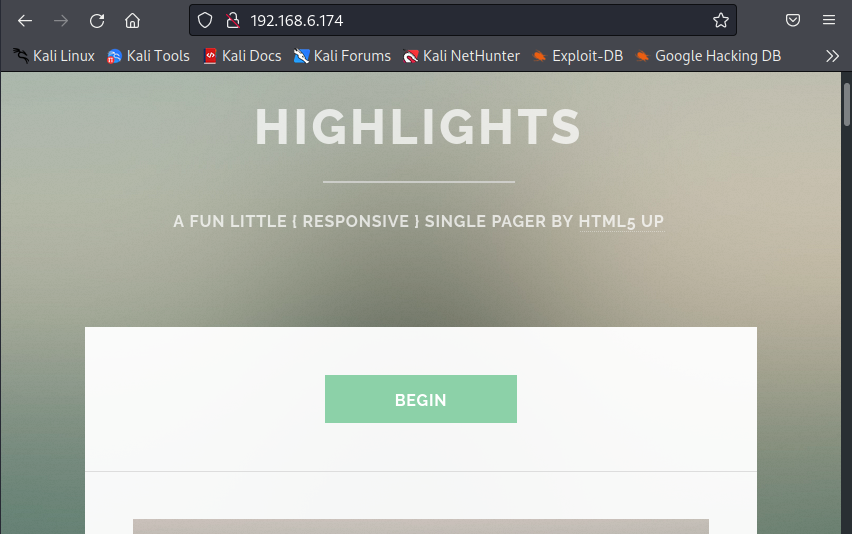 192.168.6.174
Kali Linux Kali Tools Kali Docs Kali Forums Kali NetHunter Exploit-DB Google Hacking DB
HIGHLIGHTS
A FUN LITTLE { RESPONSIVE } SINGLE PAGER BY HTML5 UP
BEGIN